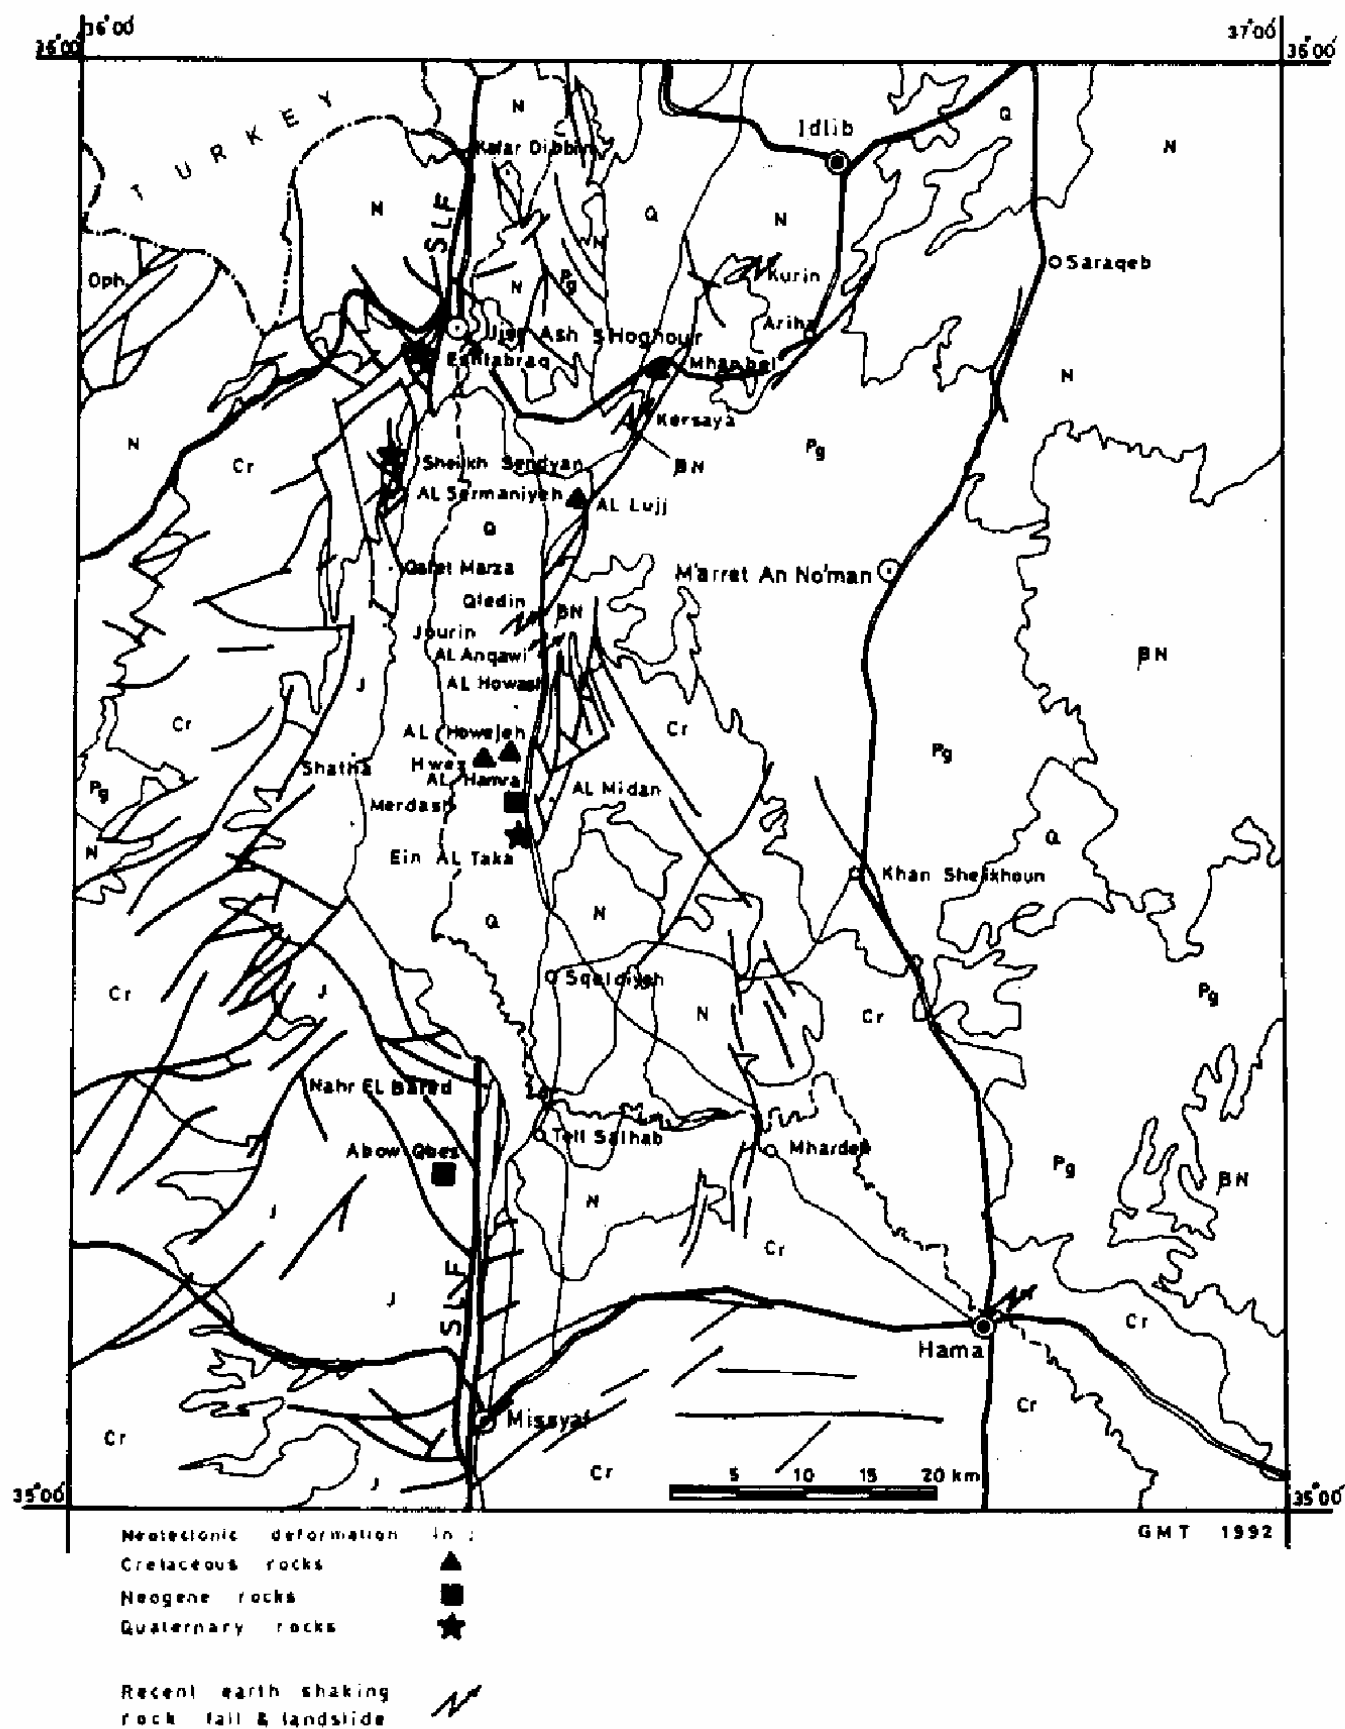 36°00′
37°00′
36°00′
36°00′
TURKEY
N
Idlib
Q
N
Kafar Dibbin
N
SLF
Q
N
N
Oph.
N
Pg
Kurin
Saraqeb
Ariha
Jisr Ash SHoghour
Eshtabraq
Mhambel
N
N
Cr
Kersaya
Pg
BN
Sheikh Sendyan
AL Sermaniyeh
AL Lujj
Q
Qalet Marza
M'arret An No'man
Qledin
BN
Jourin
AL Anqawi
BN
AL Howash
J
Cr
Cr
AL Howejeh
Pg
Hwes
Shatha
AL Hamra
AL Midan
Pg
Merdash
Q
N
Ein AL Taka
Khan Sheikhoun
N
Q
Sqelbiyeh
Cr
J
Pg
N
Cr
Nahr EL Bared
Tell Salhab
Mhardeh
Abow Qbes
Pg
BN
N
J
Cr
SLF
J
Cr
Hama
Cr
Missyaf
Cr
J
Cr
5 10 15 20 km
35°00′
35°00′
GMT 1992
Neotectonic deformation in :
Cretaceous rocks
Neogene rocks
Quaternary rocks
Recent earth shaking
rock fall & landslide